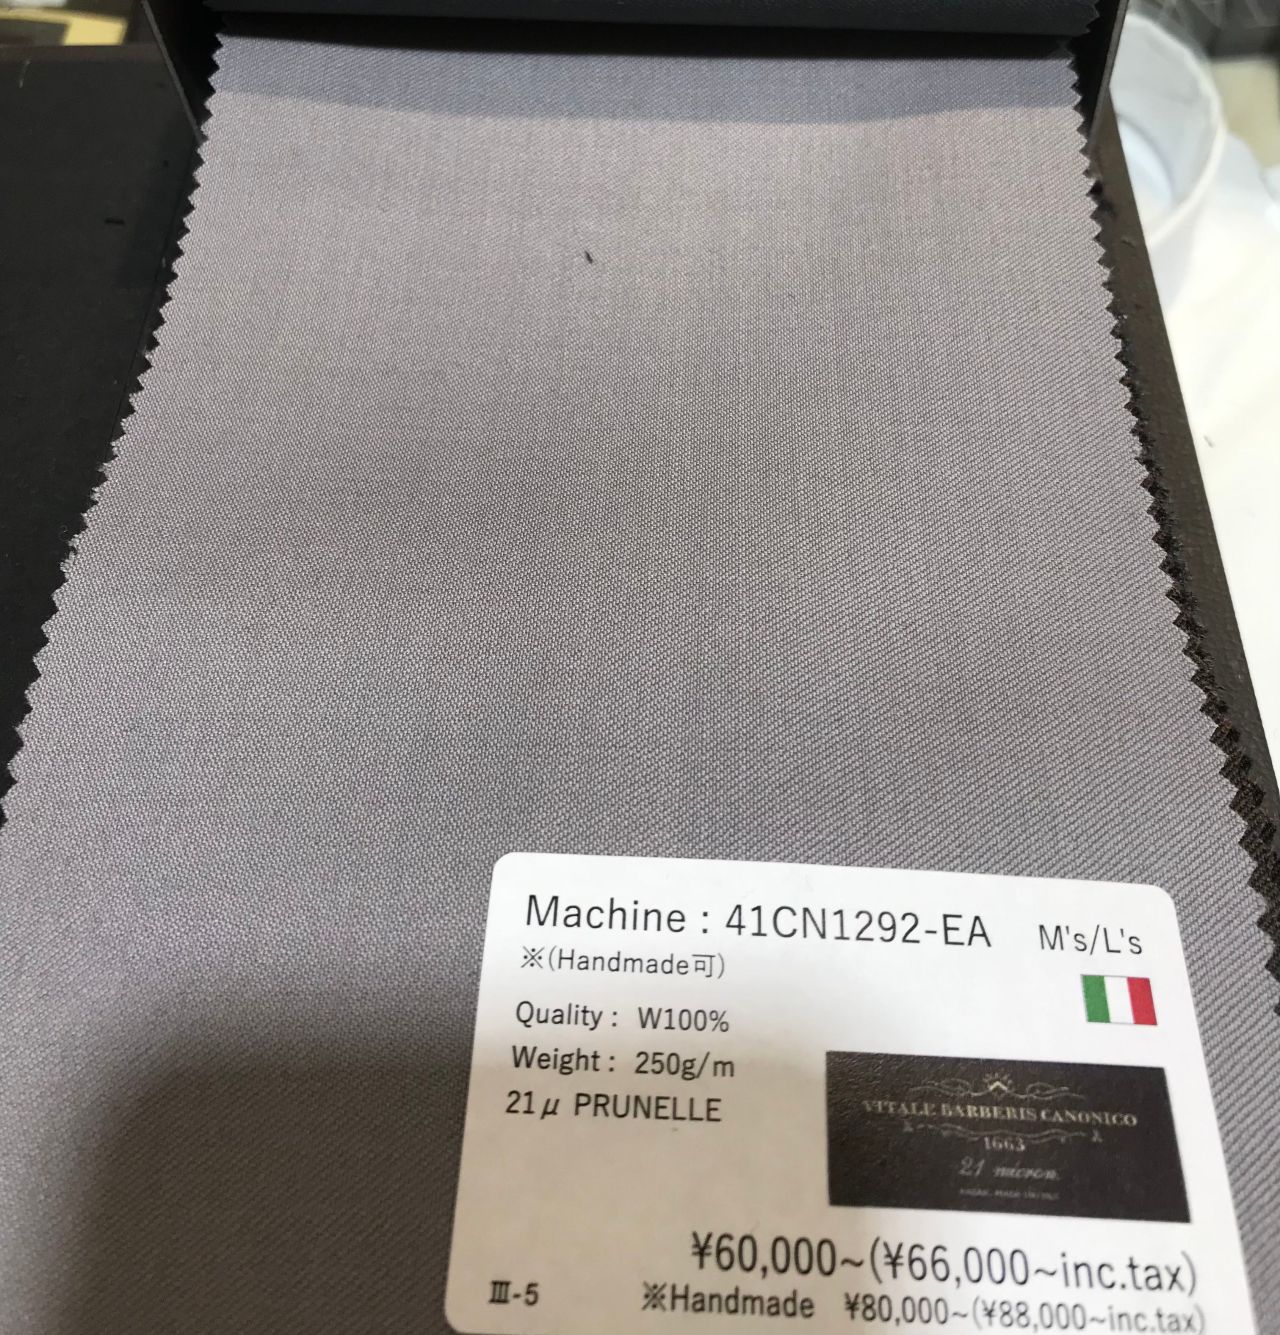 Machine : 41CN1292-EA M's/L's
※(Handmade可)
Quality : W100%
Weight : 250g/m
21μ PRUNELLE
VITALE BARBERIS CANONICO
1663
21 micron
¥60,000~(¥66,000~inc.tax)
Ⅲ-5 ※Handmade ¥80,000~(¥88,000~inc.tax)